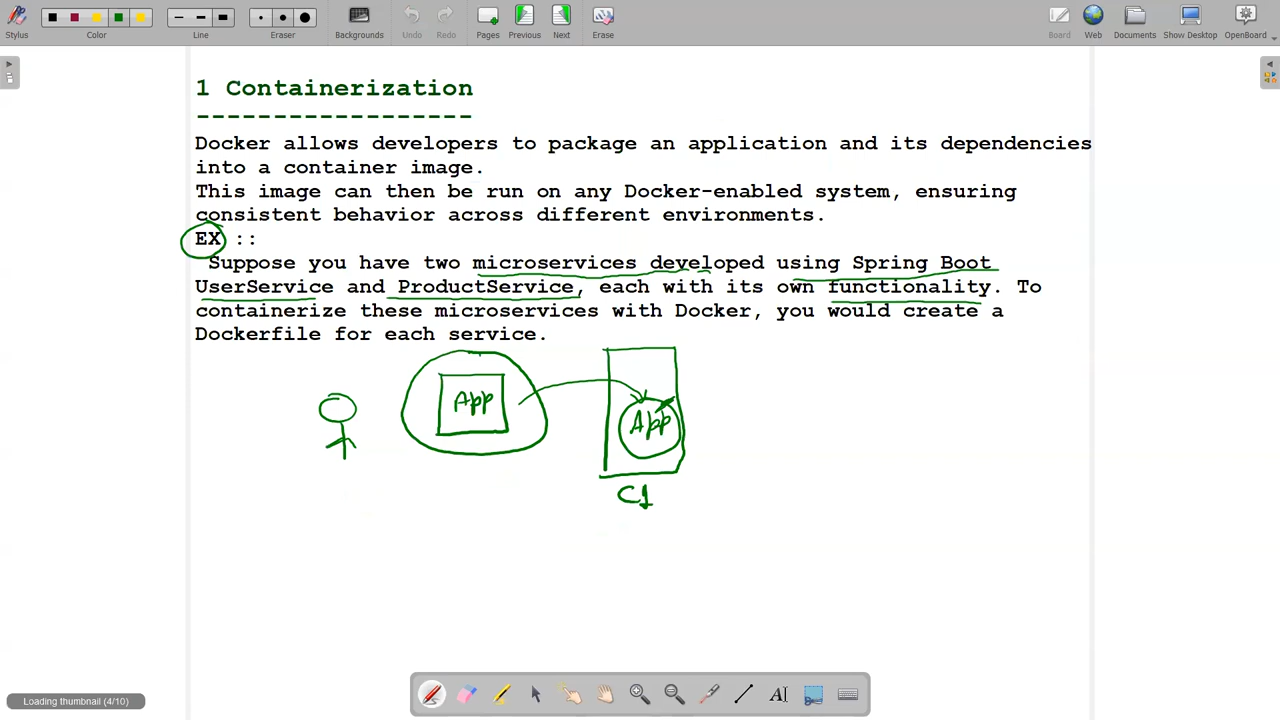 Stylus
Color
Line
Eraser
Backgrounds
Undo
Redo
Pages
Previous
Next
Erase
Board
Web
Documents
Show Desktop
OpenBoard
1 Containerization
------------------
Docker allows developers to package an application and its dependencies
into a container image.
This image can then be run on any Docker-enabled system, ensuring
consistent behavior across different environments.
EX ::
Suppose you have two microservices developed using Spring Boot
UserService and ProductService, each with its own functionality. To
containerize these microservices with Docker, you would create a
Dockerfile for each service.
App
App
C1
Loading thumbnail (4/10)
AI